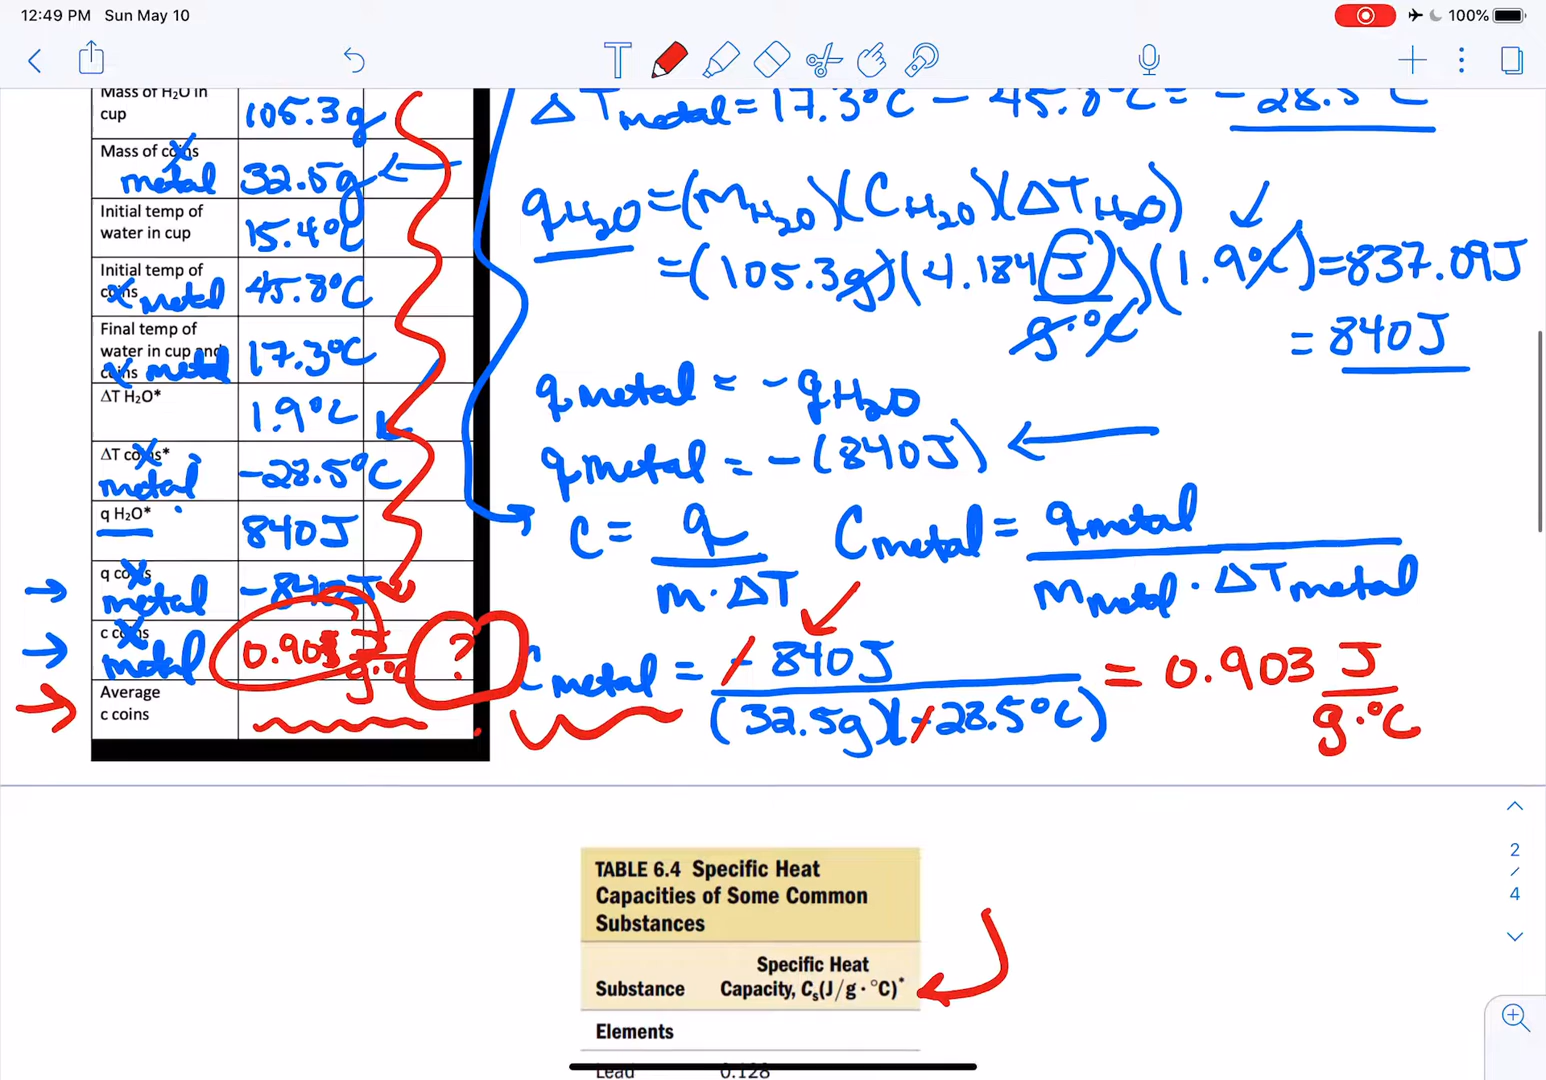 12:49 PM Sun May 10
100%
Mass of H₂O in
cup
105.3g
Mass of coins
metal
32.5g
Initial temp of
water in cup
15.4°C
Initial temp of
coins
metal
45.8°C
Final temp of
water in cup and
coins
metal
17.3°C
ΔT H₂O*
1.9°C
ΔT coins*
metal
-28.5°C
q H₂O*
840J
q coins
metal
-840J
c coins
metal
0.903 J/g·°C
?
Average
c coins
ΔTmetal = 17.3°C - 45.8°C = -28.5°C
qH₂O = (mH₂O)(CH₂O)(ΔTH₂O)
= (105.3g)(4.184 J/g·°C)(1.9°C) = 837.09J
= 840J
qmetal = -qH₂O
qmetal = -(840J)
C = q/m·ΔT Cmetal = qmetal/mmetal·ΔTmetal
Cmetal = -840J/(32.5g)(-28.5°C) = 0.903 J/g·°C
TABLE 6.4 Specific Heat
Capacities of Some Common
Substances
Specific Heat
Substance Capacity, Cₛ(J/g · °C)*
Elements
Lead 0.128
2
/
4